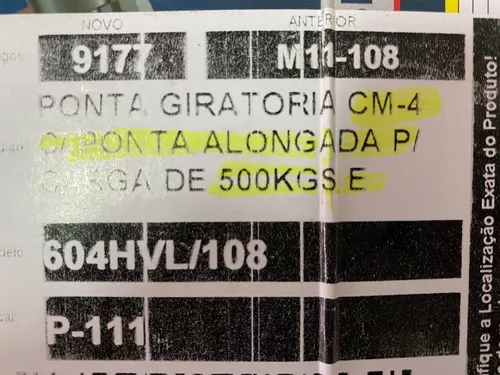 NOVO ANTERIOR
9177 M11-108
PONTA GIRATORIA CM-4
C/ PONTA ALONGADA P/
CARGA DE 500KGS E
604HVL/108
P-111
fique a Localização Exata do Produto!